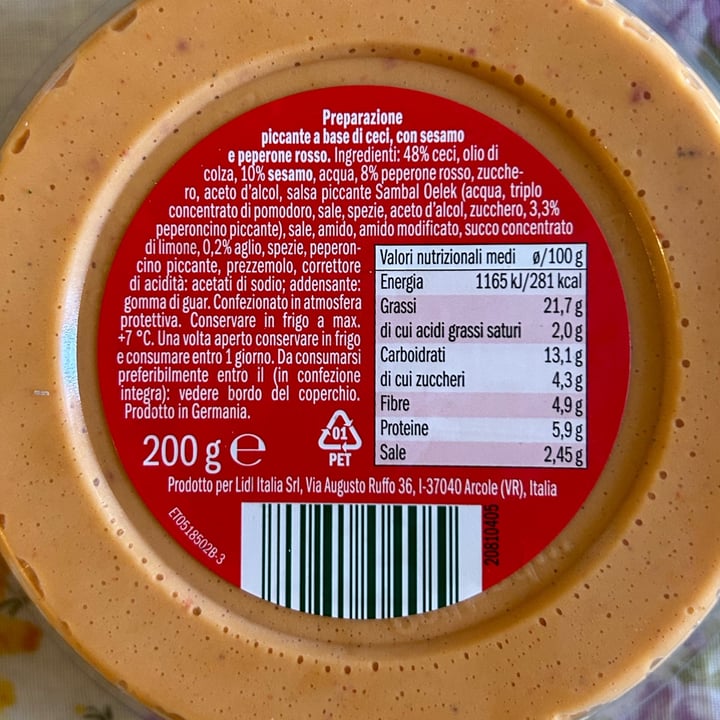 Preparazione
piccante a base di ceci, con sesamo
e peperone rosso. Ingredienti: 48% ceci, olio di
colza, 10% sesamo, acqua, 8% peperone rosso, zucche-
ro, aceto d'alcol, salsa piccante Sambal Oelek (acqua, triplo
concentrato di pomodoro, sale, spezie, aceto d'alcol, zucchero, 3,3%
peperoncino piccante), sale, amido, amido modificato, succo concentrato
di limone, 0,2% aglio, spezie, peperon-
cino piccante, prezzemolo, correttore
di acidità: acetati di sodio; addensante:
gomma di guar. Confezionato in atmosfera
protettiva. Conservare in frigo a max.
+7 °C. Una volta aperto conservare in frigo
e consumare entro 1 giorno. Da consumarsi
preferibilmente entro il (in confezione
integra): vedere bordo del coperchio.
Prodotto in Germania.
Valori nutrizionali medi ø/100 g
Energia 1165 kJ/281 kcal
Grassi 21,7 g
di cui acidi grassi saturi 2,0 g
Carboidrati 13,1 g
di cui zuccheri 4,3 g
Fibre 4,9 g
Proteine 5,9 g
Sale 2,45 g
200 g ℮
01
PET
Prodotto per Lidl Italia Srl, Via Augusto Ruffo 36, I-37040 Arcole (VR), Italia
ET0518502B-3
20810405